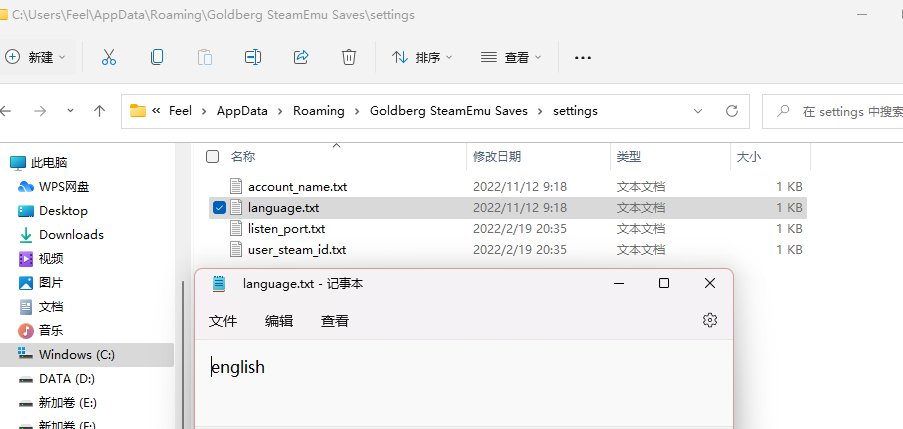 C:\Users\Feel\AppData\Roaming\Goldberg SteamEmu Saves\settings
新建 排序 查看 ...
« Feel › AppData › Roaming › Goldberg SteamEmu Saves › settings 在 settings 中搜索
此电脑
WPS网盘
Desktop
Downloads
视频
图片
文档
音乐
Windows (C:)
DATA (D:)
新加卷 (E:)
新加卷 (F:)
名称 修改日期 类型 大小
account_name.txt 2022/11/12 9:18 文本文档 1 KB
language.txt 2022/11/12 9:18 文本文档 1 KB
listen_port.txt 2022/2/19 20:35 文本文档 1 KB
user_steam_id.txt 2022/2/19 20:35 文本文档 1 KB
language.txt - 记事本
文件 编辑 查看
english